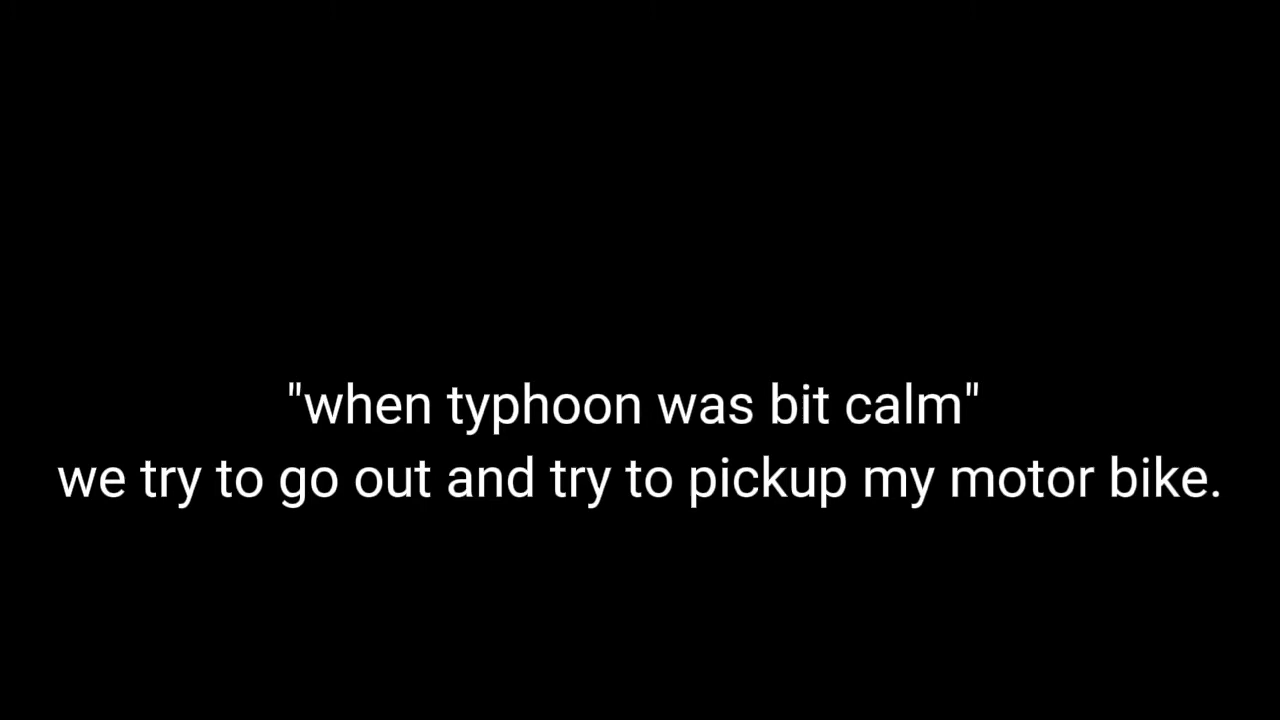 "when typhoon was bit calm"
we try to go out and try to pickup my motor bike.